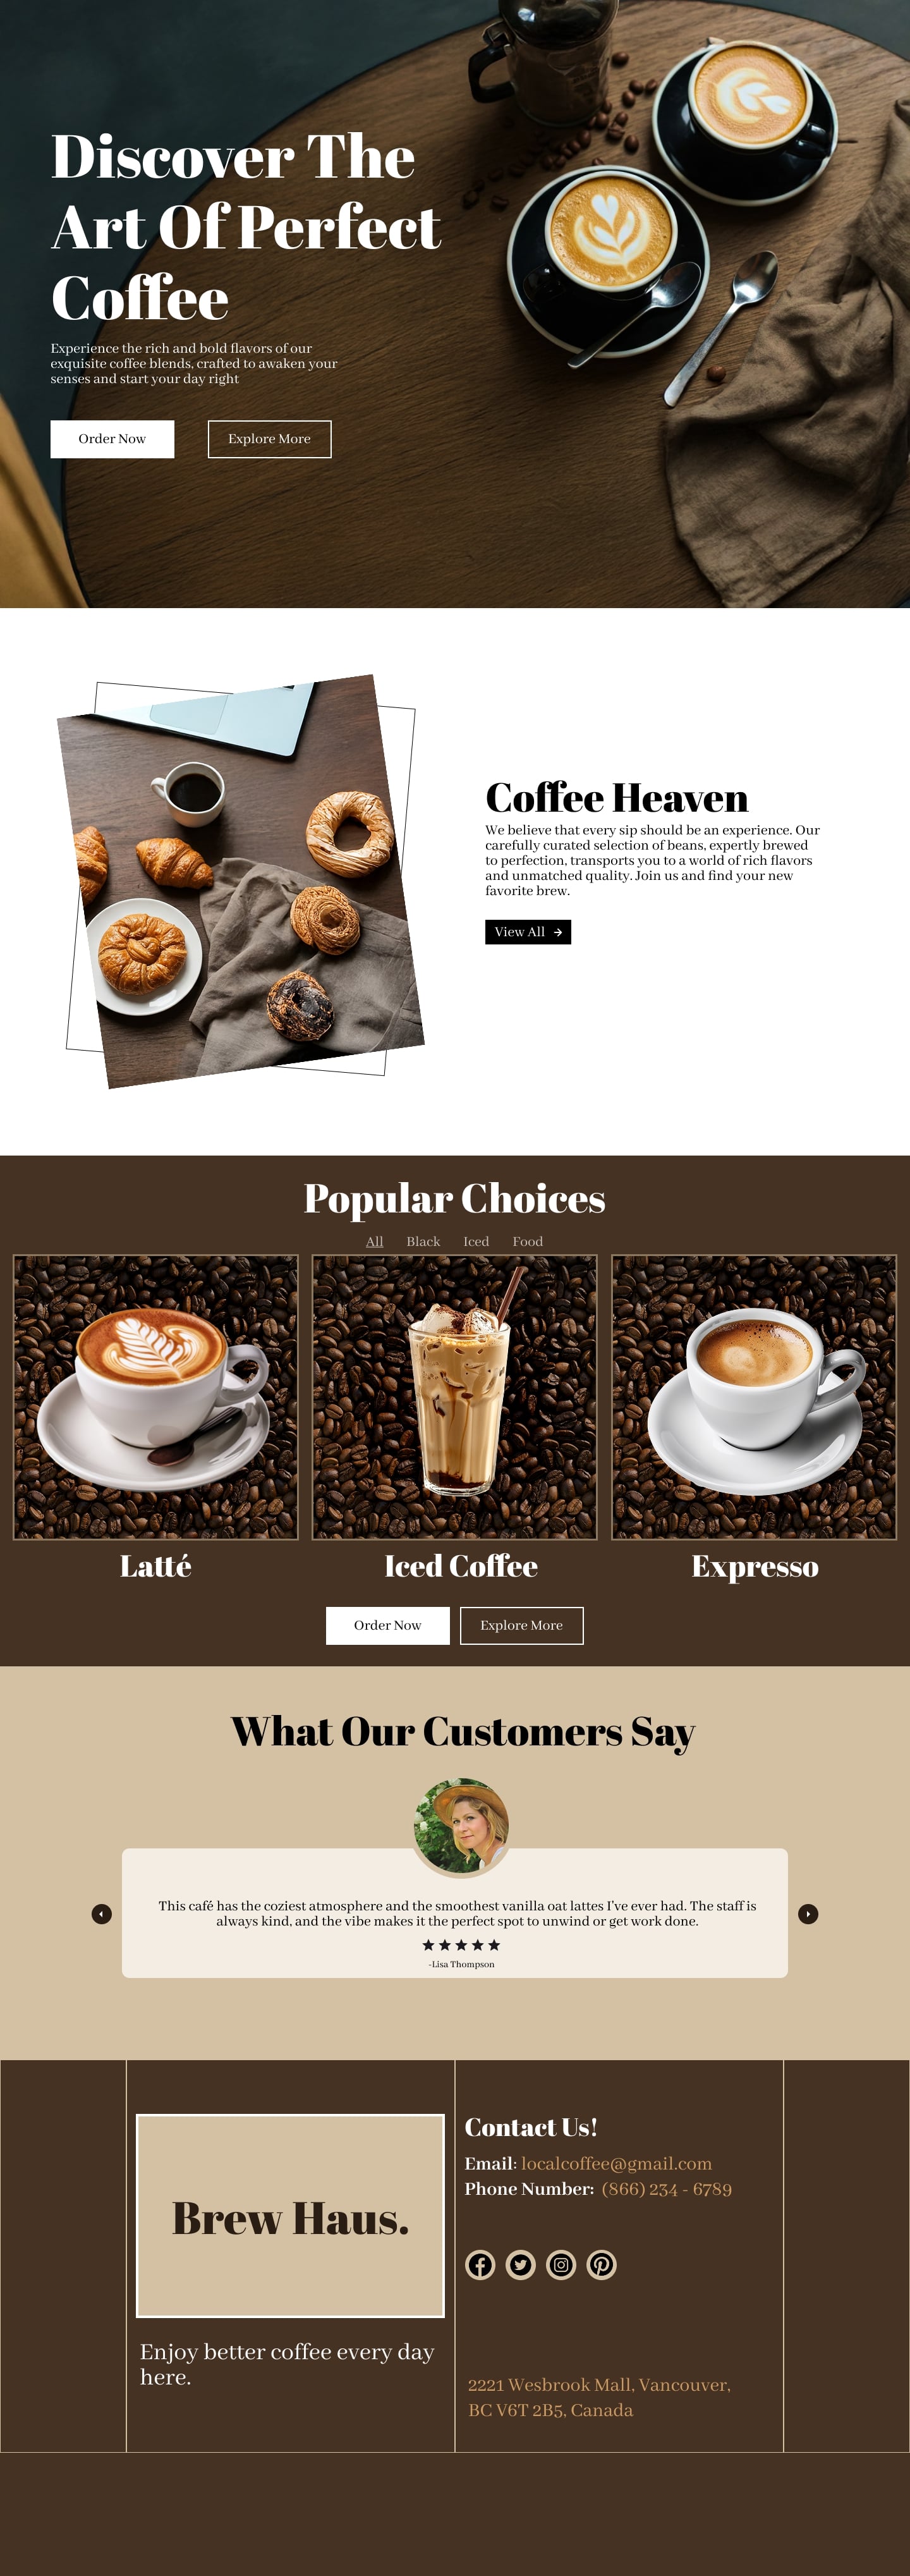 Discover The
Art Of Perfect
Coffee
Experience the rich and bold flavors of our
exquisite coffee blends, crafted to awaken your
senses and start your day right
Order Now
Explore More
Coffee Heaven
We believe that every sip should be an experience. Our
carefully curated selection of beans, expertly brewed
to perfection, transports you to a world of rich flavors
and unmatched quality. Join us and find your new
favorite brew.
View All
Popular Choices
All Black Iced Food
Latté
Iced Coffee
Expresso
Order Now
Explore More
What Our Customers Say
This café has the coziest atmosphere and the smoothest vanilla oat lattes I've ever had. The staff is
always kind, and the vibe makes it the perfect spot to unwind or get work done.
-Lisa Thompson
Brew Haus.
Enjoy better coffee every day
here.
Contact Us!
Email: localcoffee@gmail.com
Phone Number: (866) 234 - 6789
2221 Wesbrook Mall, Vancouver,
BC V6T 2B5, Canada